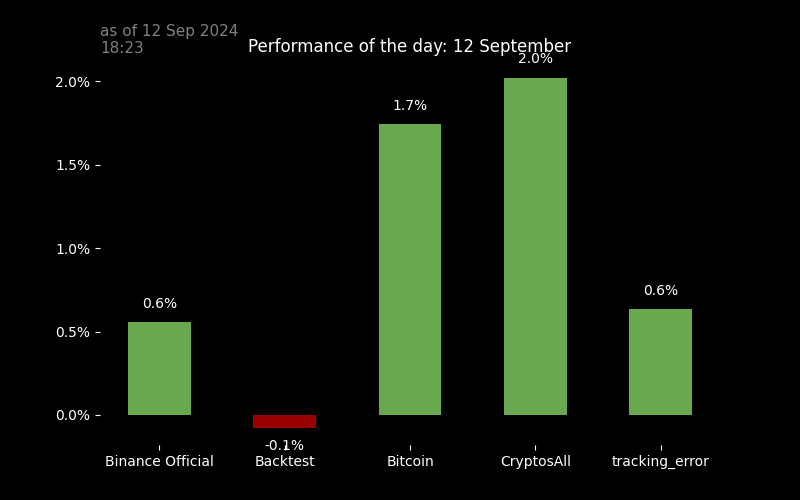 as of 12 Sep 2024
18:23
Performance of the day: 12 September
2.0%
2.0%
1.7%
1.5%
1.0%
0.6%
0.6%
0.5%
0.0%
-0.1%
Binance Official
Backtest
Bitcoin
CryptosAll
tracking_error